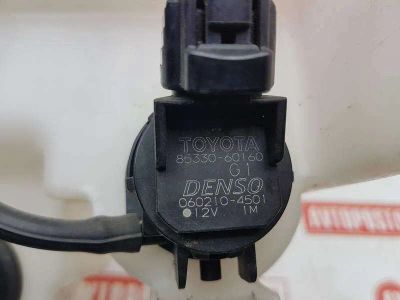 TOYOTA
85330-60160
G1
DENSO
060210-4501
12V 1M